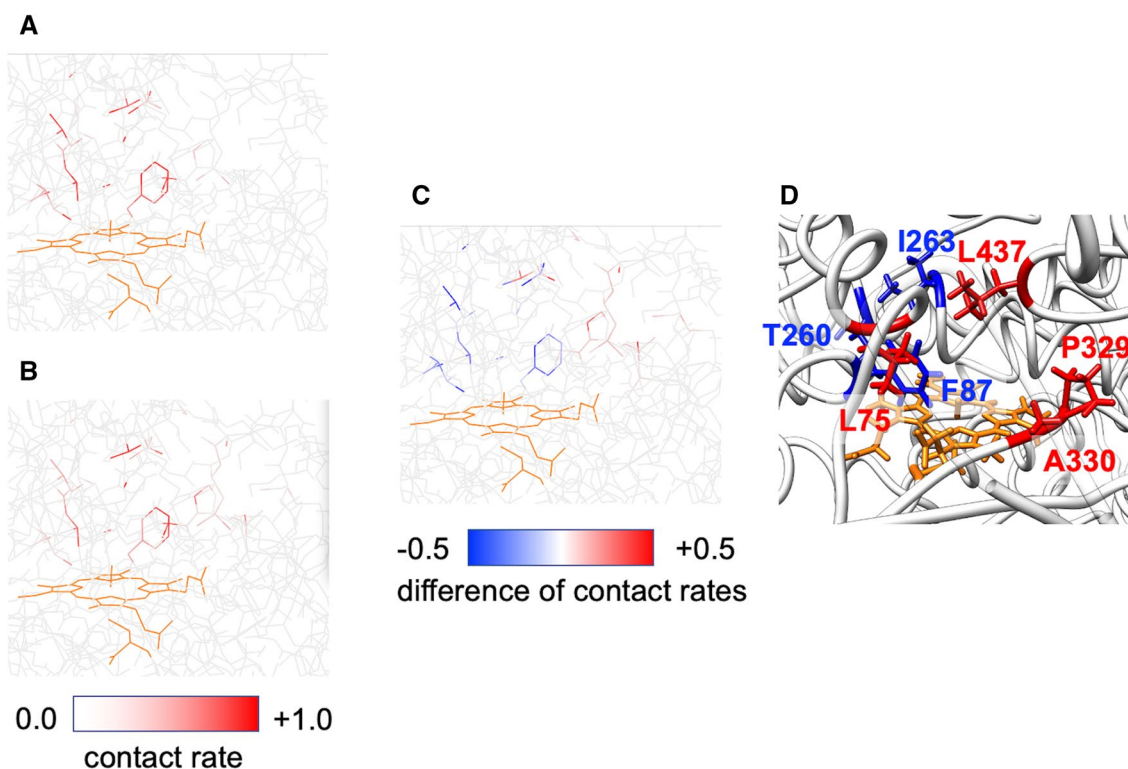 A
B
0.0
+1.0
contact rate
C
-0.5
+0.5
difference of contact rates
D
I263
L437
T260
P329
F87
L75
A330